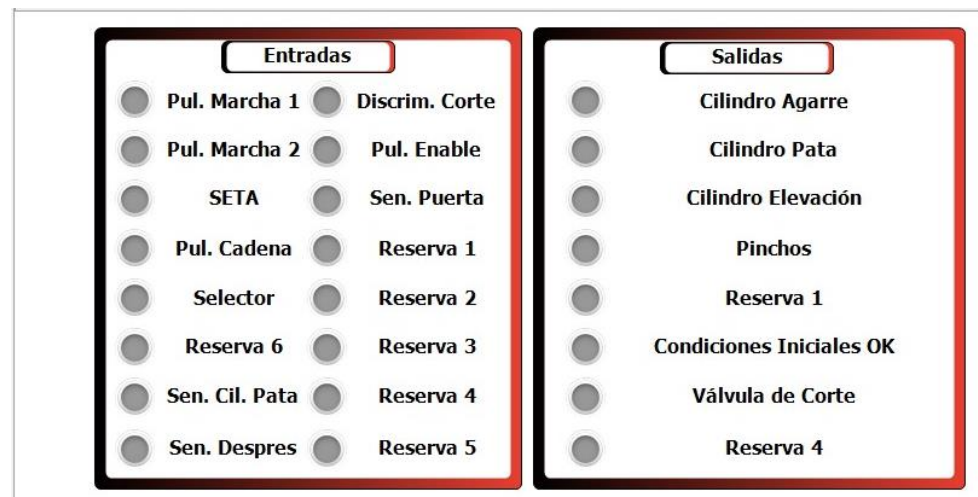 Entradas
Pul. Marcha 1 Discrim. Corte
Pul. Marcha 2 Pul. Enable
SETA Sen. Puerta
Pul. Cadena Reserva 1
Selector Reserva 2
Reserva 6 Reserva 3
Sen. Cil. Pata Reserva 4
Sen. Despres Reserva 5
Salidas
Cilindro Agarre
Cilindro Pata
Cilindro Elevación
Pinchos
Reserva 1
Condiciones Iniciales OK
Válvula de Corte
Reserva 4